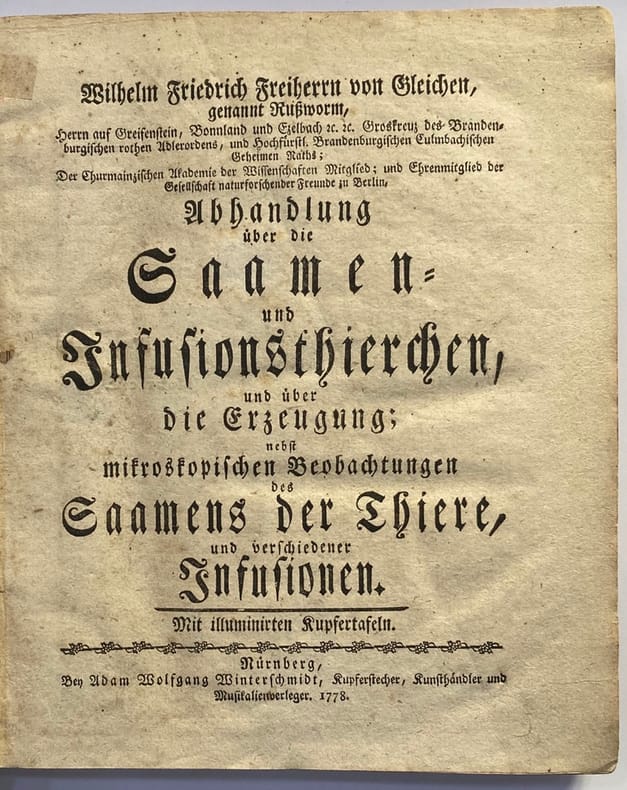 Wilhelm Friedrich Freiherrn von Gleichen,
genannt Rußworm,
Herrn auf Greifenstein, Bonnland und Ezelbach ꝛc. ꝛc. Groskreuz des Branden⸗
burgischen rothen Adlerordens, und Hochfürstl. Brandenburgischen Culmbachischen
Geheimen Raths;
Der Churmainzischen Akademie der Wissenschaften Mitglied; und Ehrenmitglied der
Gesellschaft naturforschender Freunde zu Berlin,
Abhandlung
über die
Saamen⸗
und
Infusionsthierchen,
und über
die Erzeugung;
nebst
mikroskopischen Beobachtungen
des
Saamens der Thiere,
und verschiedener
Infusionen.
Mit illuminirten Kupfertafeln.
Nürnberg,
Bey Adam Wolfgang Winterschmidt, Kupferstecher, Kunsthändler und
Musikalienverleger. 1778.